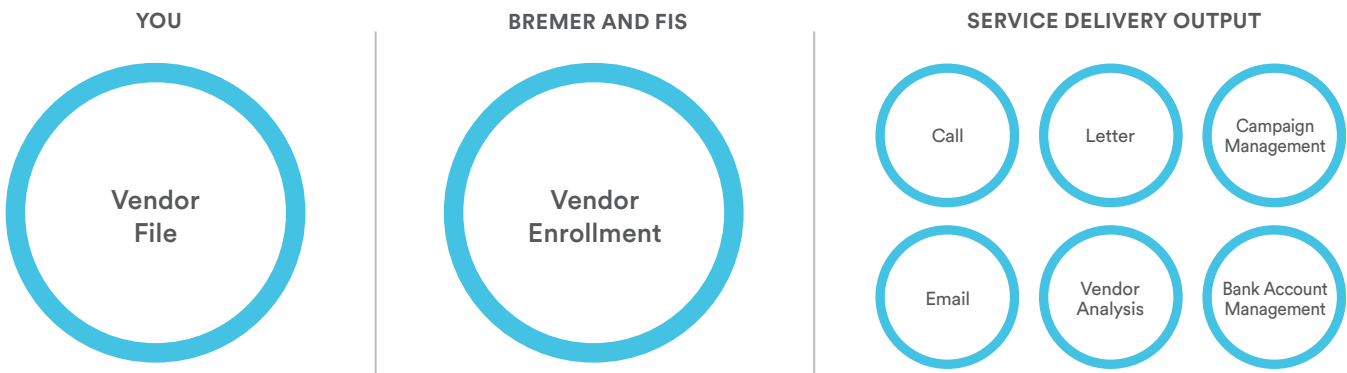 YOU
Vendor
File
BREMER AND FIS
Vendor
Enrollment
SERVICE DELIVERY OUTPUT
Call
Letter
Campaign
Management
Email
Vendor
Analysis
Bank Account
Management